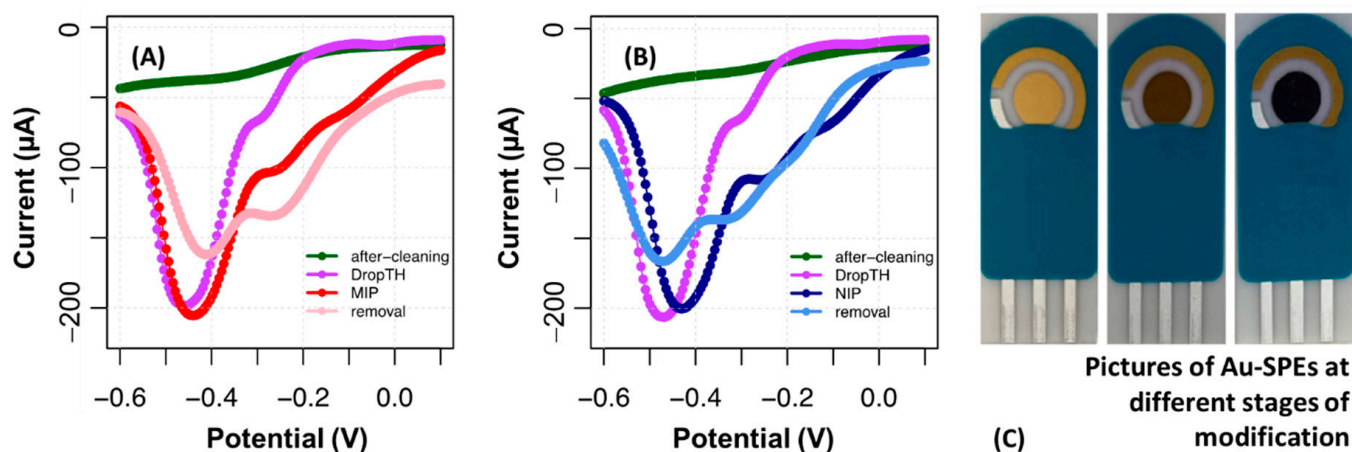 (A)
Current (µA)
0
−100
−200
−0.6
−0.4
−0.2
0.0
Potential (V)
after−cleaning
DropTH
MIP
removal
(B)
Current (µA)
0
−100
−200
−0.6
−0.4
−0.2
0.0
Potential (V)
after−cleaning
DropTH
NIP
removal
Pictures of Au-SPEs at
different stages of
(C)
modification